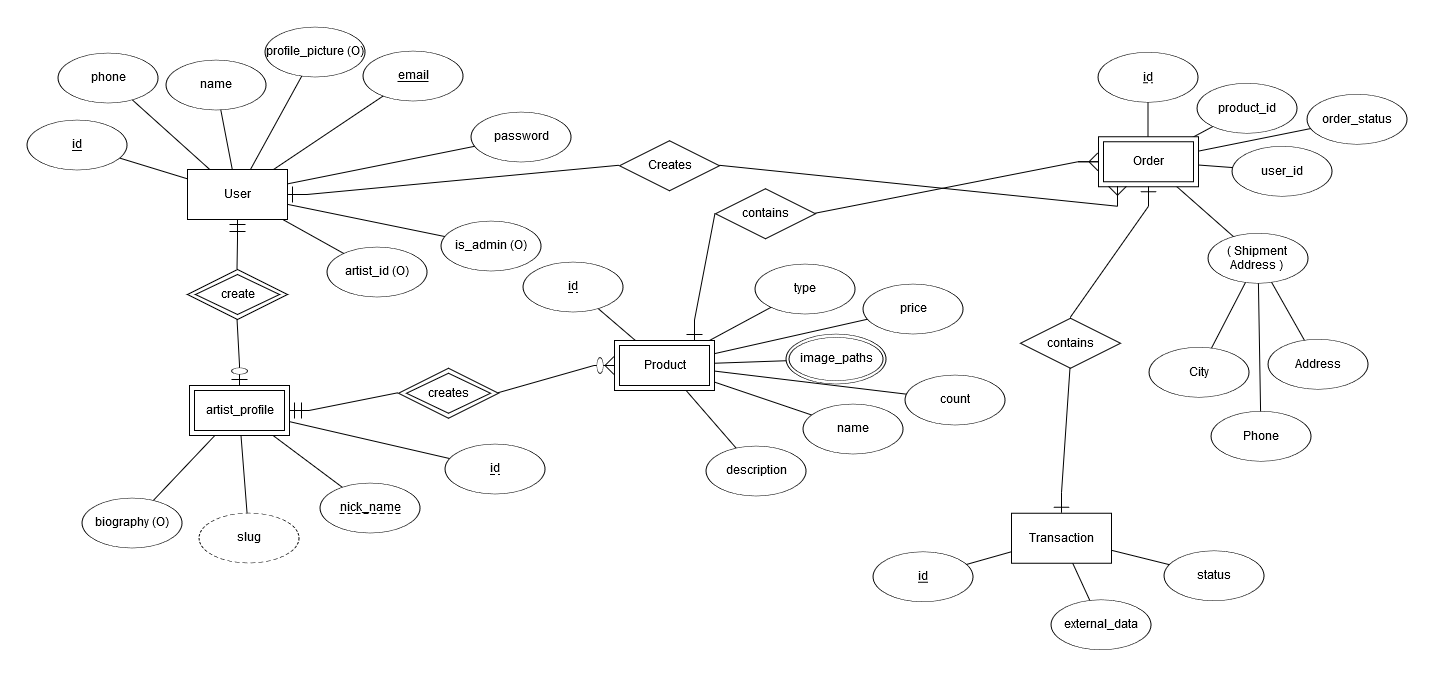 profile_picture (O)
phone
name
email
id
password
User
Creates
is_admin (O)
artist_id (O)
create
id
product_id
order_status
Order
user_id
contains
( Shipment
Address )
City
Address
Phone
id
type
price
Product
image_paths
count
name
description
creates
artist_profile
id
nick_name
biography (O)
slug
contains
Transaction
id
status
external_data